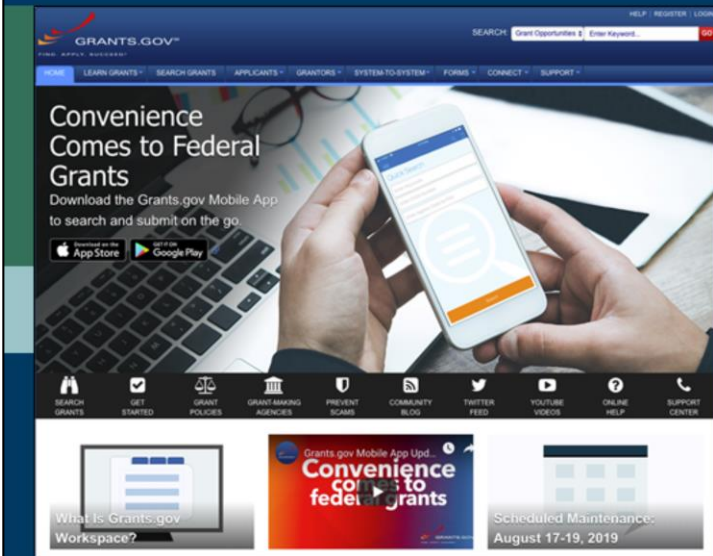 HELP | REGISTER | LOGIN
GRANTS.GOV℠
FIND. APPLY. SUCCEED.℠
SEARCH: Grant Opportunities Enter Keyword... GO
HOME LEARN GRANTS SEARCH GRANTS APPLICANTS GRANTORS SYSTEM-TO-SYSTEM FORMS CONNECT SUPPORT
Convenience
Comes to Federal
Grants
Download the Grants.gov Mobile App
to search and submit on the go.
Download on the App Store
GET IT ON Google Play
Quick Search
SEARCH GRANTS
GET STARTED
GRANT POLICIES
GRANT-MAKING AGENCIES
PREVENT SCAMS
COMMUNITY BLOG
TWITTER FEED
YOUTUBE VIDEOS
ONLINE HELP
SUPPORT CENTER
What Is Grants.gov
Workspace?
Grants.gov Mobile App Upd...
Convenience
comes to
federal grants
GRANTS.GOV
Scheduled Maintenance:
August 17-19, 2019